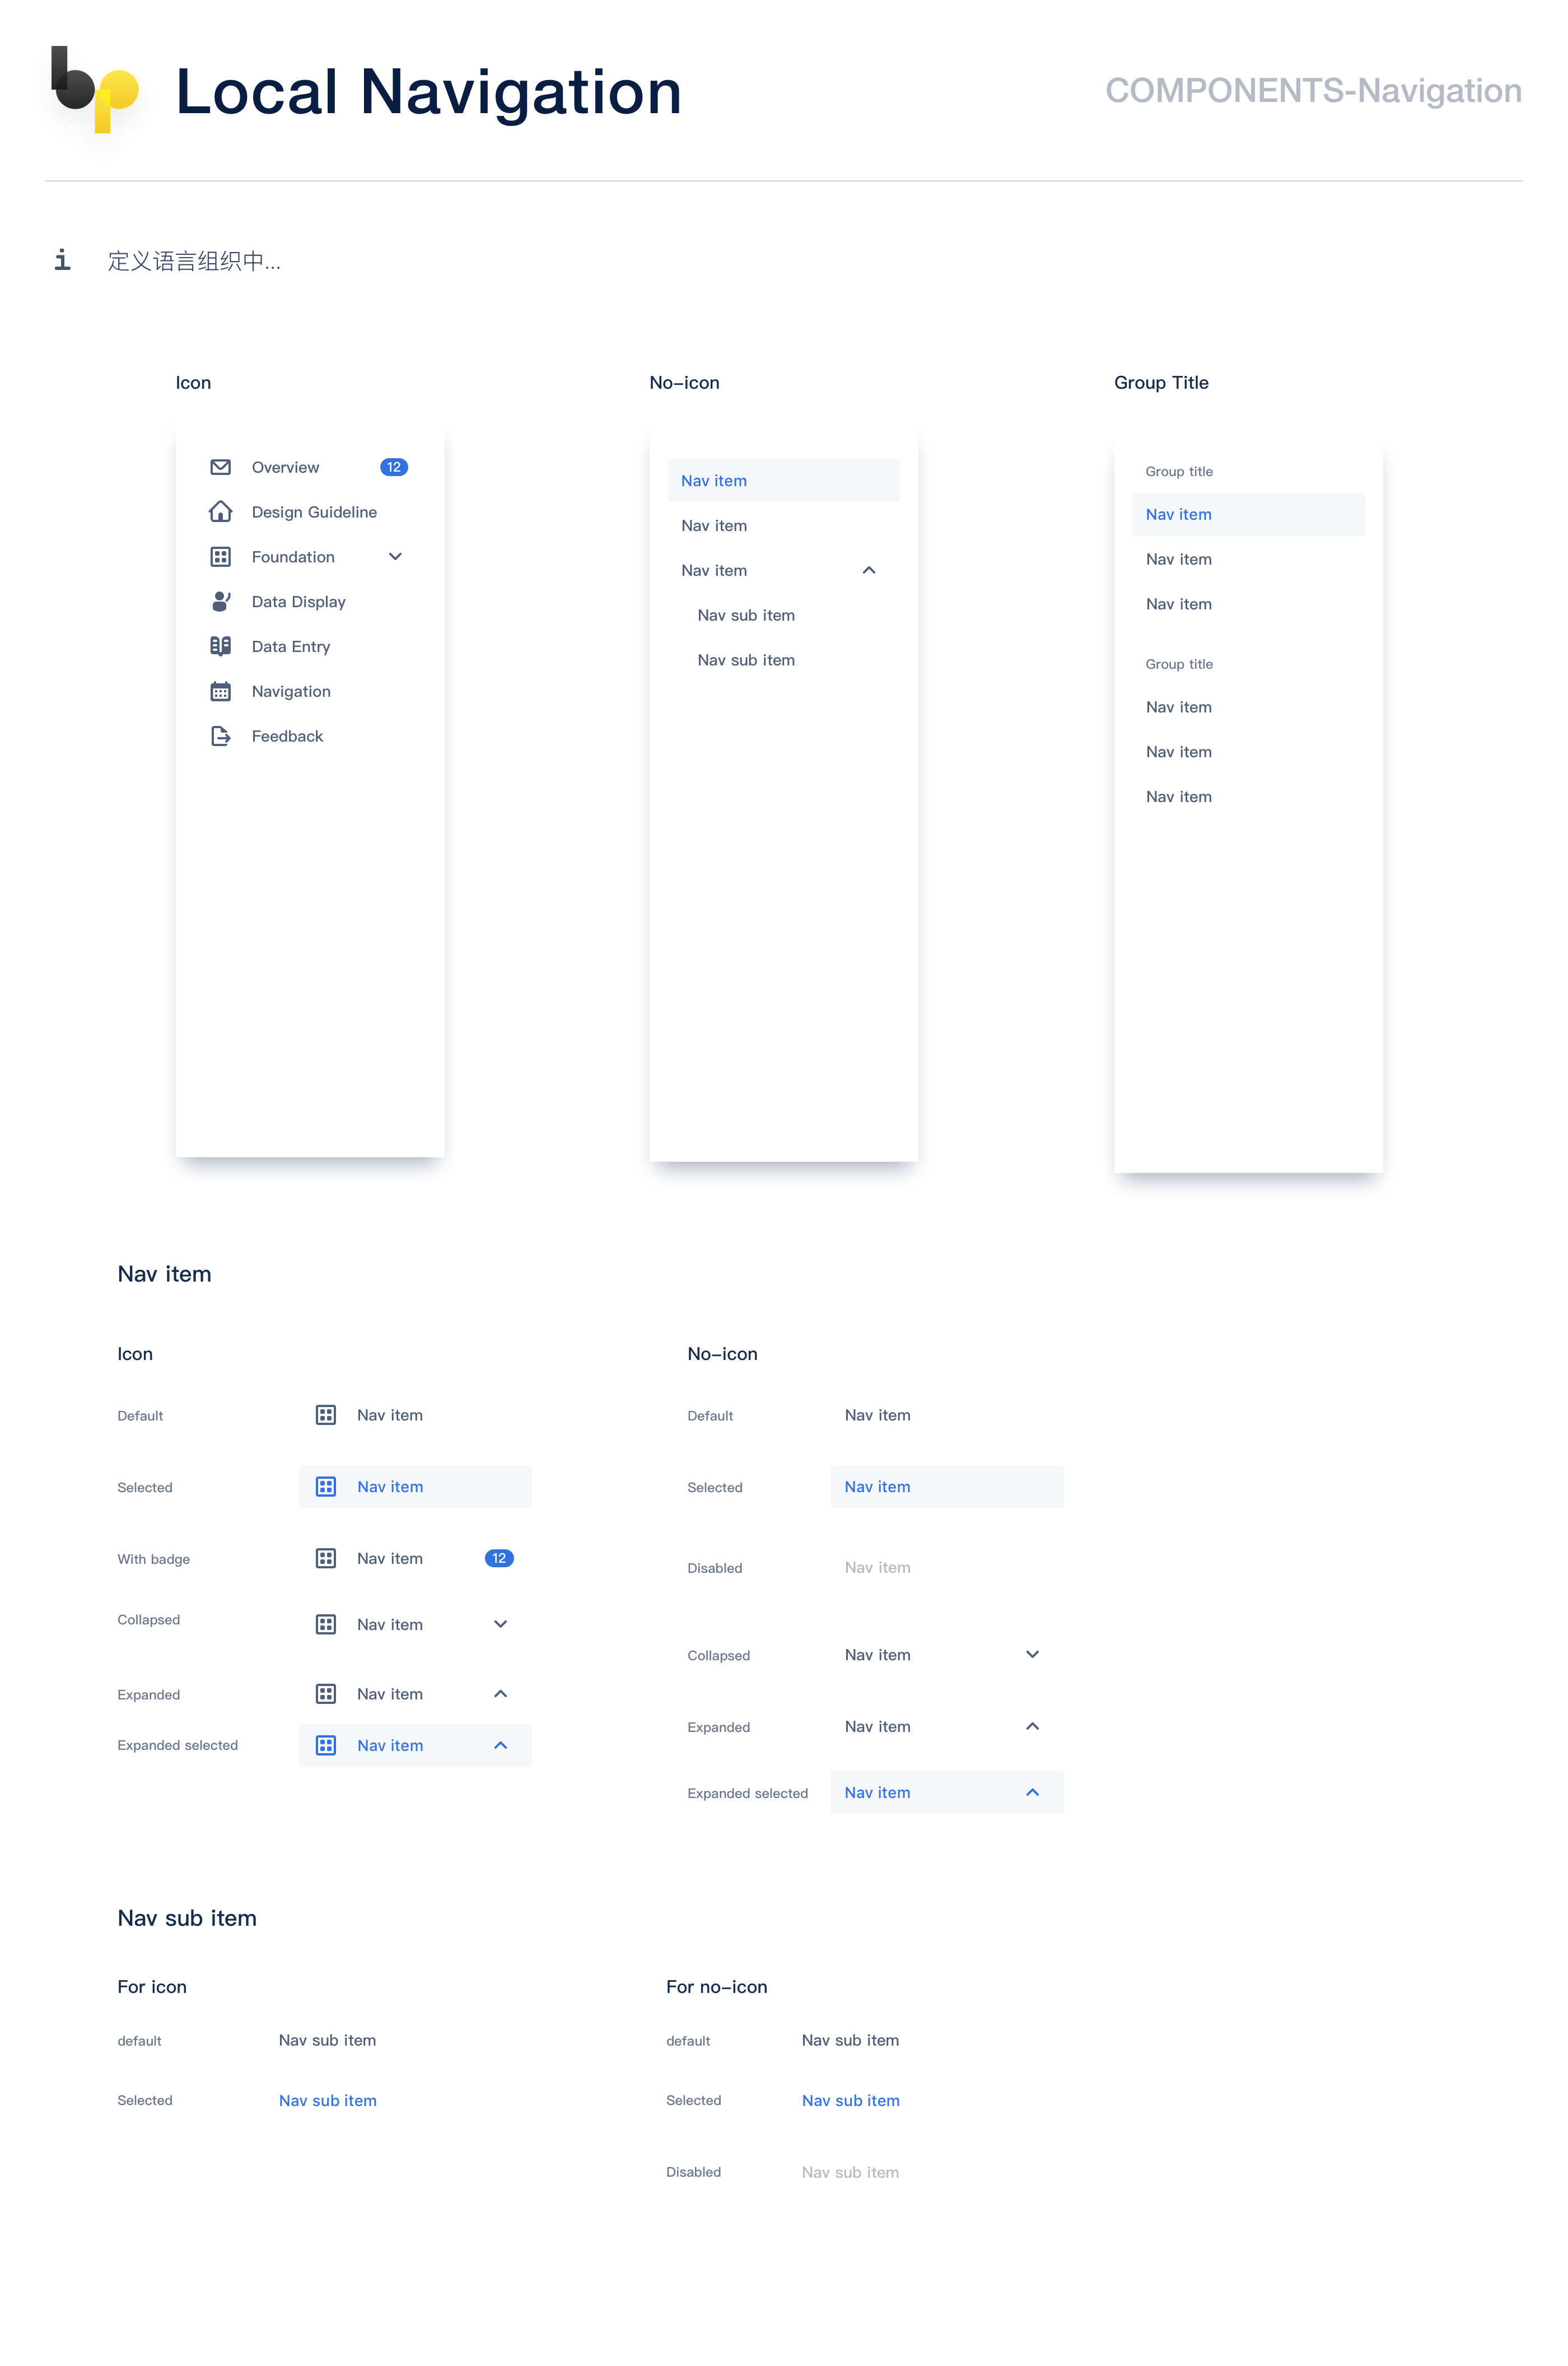 bp
Local Navigation
COMPONENTS-Navigation
i
定义语言组织中...
Icon
Overview 12
Design Guideline
Foundation
Data Display
Data Entry
Navigation
Feedback
No–icon
Nav item
Nav item
Nav item
Nav sub item
Nav sub item
Group Title
Group title
Nav item
Nav item
Nav item
Group title
Nav item
Nav item
Nav item
Nav item
Icon
Default Nav item
Selected Nav item
With badge Nav item 12
Collapsed Nav item
Expanded Nav item
Expanded selected Nav item
No–icon
Default Nav item
Selected Nav item
Disabled Nav item
Collapsed Nav item
Expanded Nav item
Expanded selected Nav item
Nav sub item
For icon
default Nav sub item
Selected Nav sub item
For no–icon
default Nav sub item
Selected Nav sub item
Disabled Nav sub item